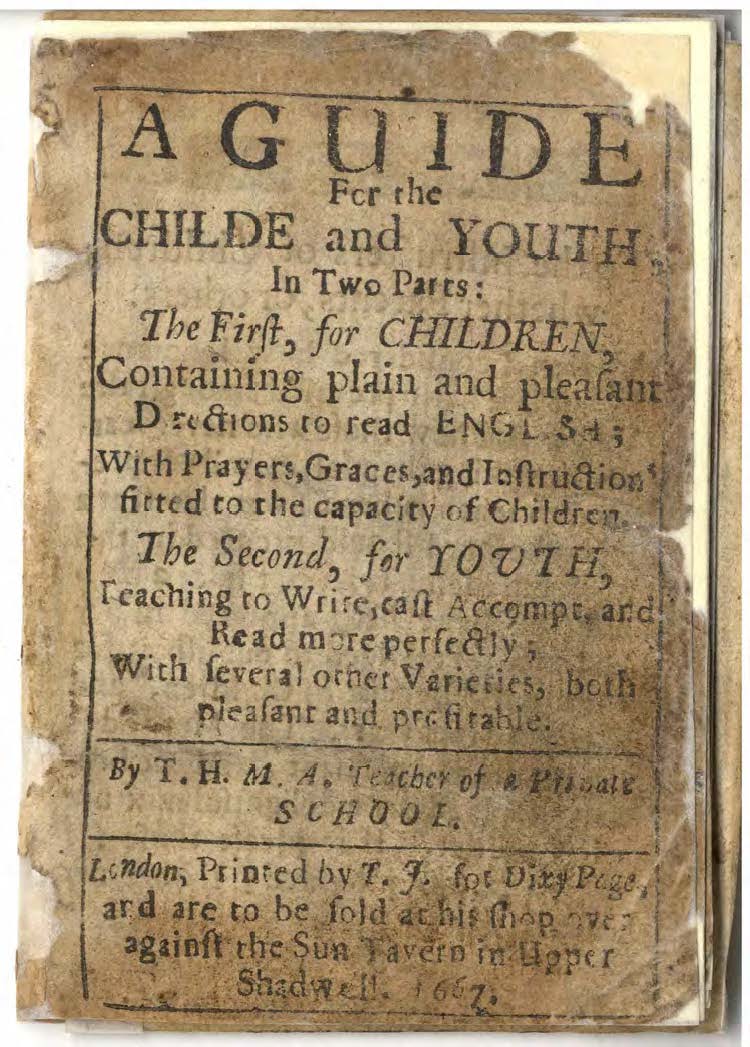 A GUIDE
For the
CHILDE and YOUTH,
In Two Parts:
The Firſt, for CHILDREN,
Containing plain and pleaſant
Directions to read ENGLISH;
With Prayers, Graces, and Inſtructions
fitted to the capacity of Children.
The Second, for YOUTH,
Teaching to Write, caſt Accompt, and
Read more perfectly;
With ſeveral other Varieties, both
pleaſant and profitable.
By T. H. M. A. Teacher of a Private
SCHOOL.
London, Printed by T. J. for Dixy Page,
and are to be ſold at his ſhop over
againſt the Sun Tavern in Upper
Shadwell. 1667.